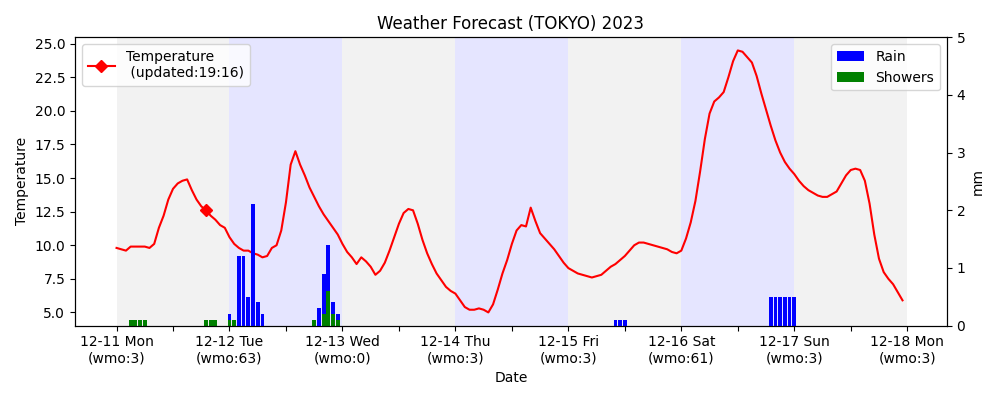 Weather Forecast (TOKYO) 2023
Temperature
(updated:19:16)
Rain
Showers
25.0
22.5
20.0
17.5
15.0
12.5
10.0
7.5
5.0
Temperature
5
4
3
2
1
0
mm
12-11 Mon
(wmo:3)
12-12 Tue
(wmo:63)
12-13 Wed
(wmo:0)
12-14 Thu
(wmo:3)
12-15 Fri
(wmo:3)
12-16 Sat
(wmo:61)
12-17 Sun
(wmo:3)
12-18 Mon
(wmo:3)
Date